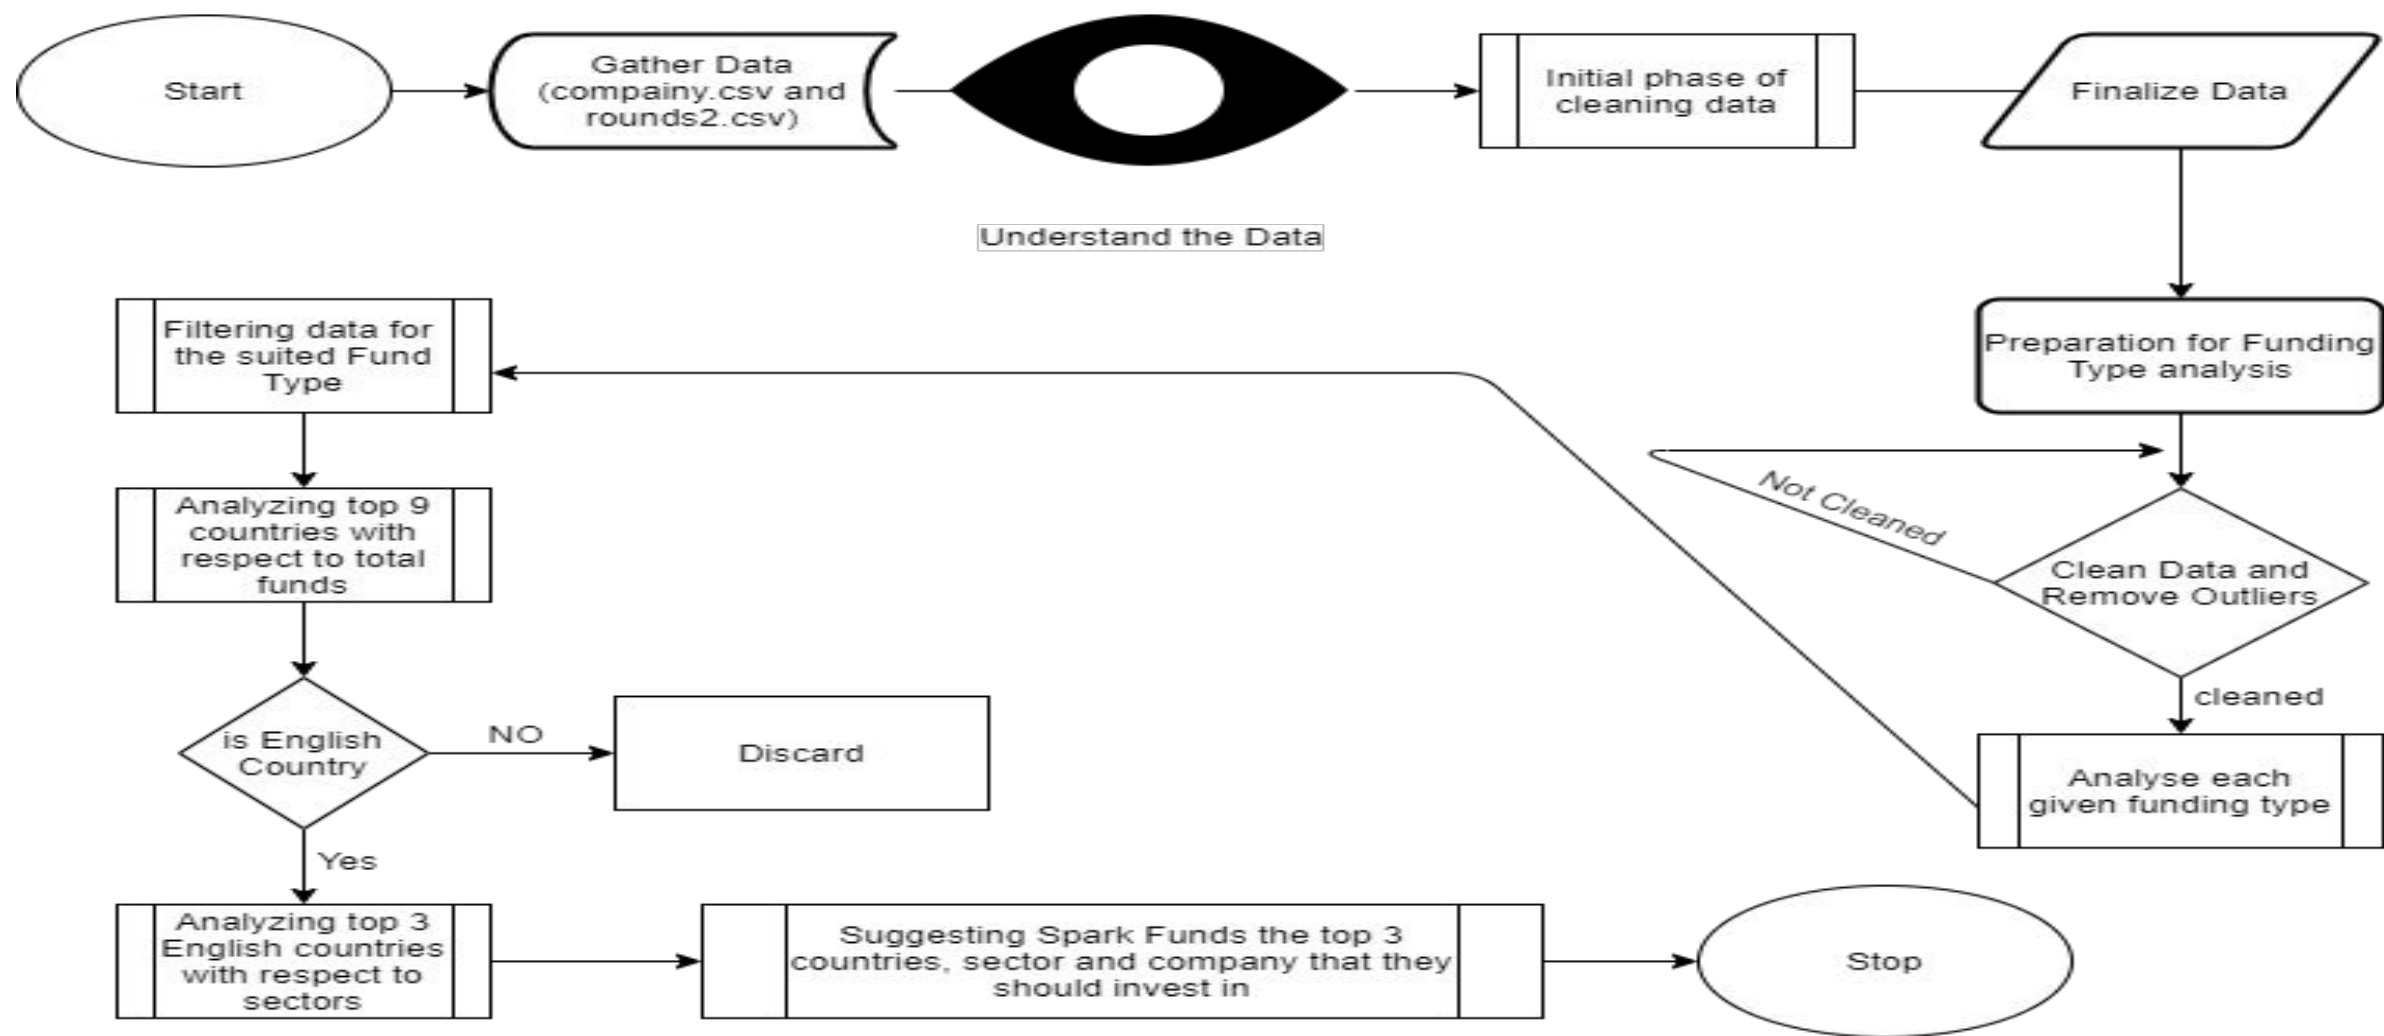 Start
Gather Data
(compainy.csv and
rounds2.csv)
Initial phase of
cleaning data
Finalize Data
Understand the Data
Preparation for Funding
Type analysis
Not Cleaned
Clean Data and
Remove Outliers
cleaned
Analyse each
given funding type
Filtering data for
the suited Fund
Type
Analyzing top 9
countries with
respect to total
funds
is English
Country
NO
Discard
Yes
Analyzing top 3
English countries
with respect to
sectors
Suggesting Spark Funds the top 3
countries, sector and company that they
should invest in
Stop